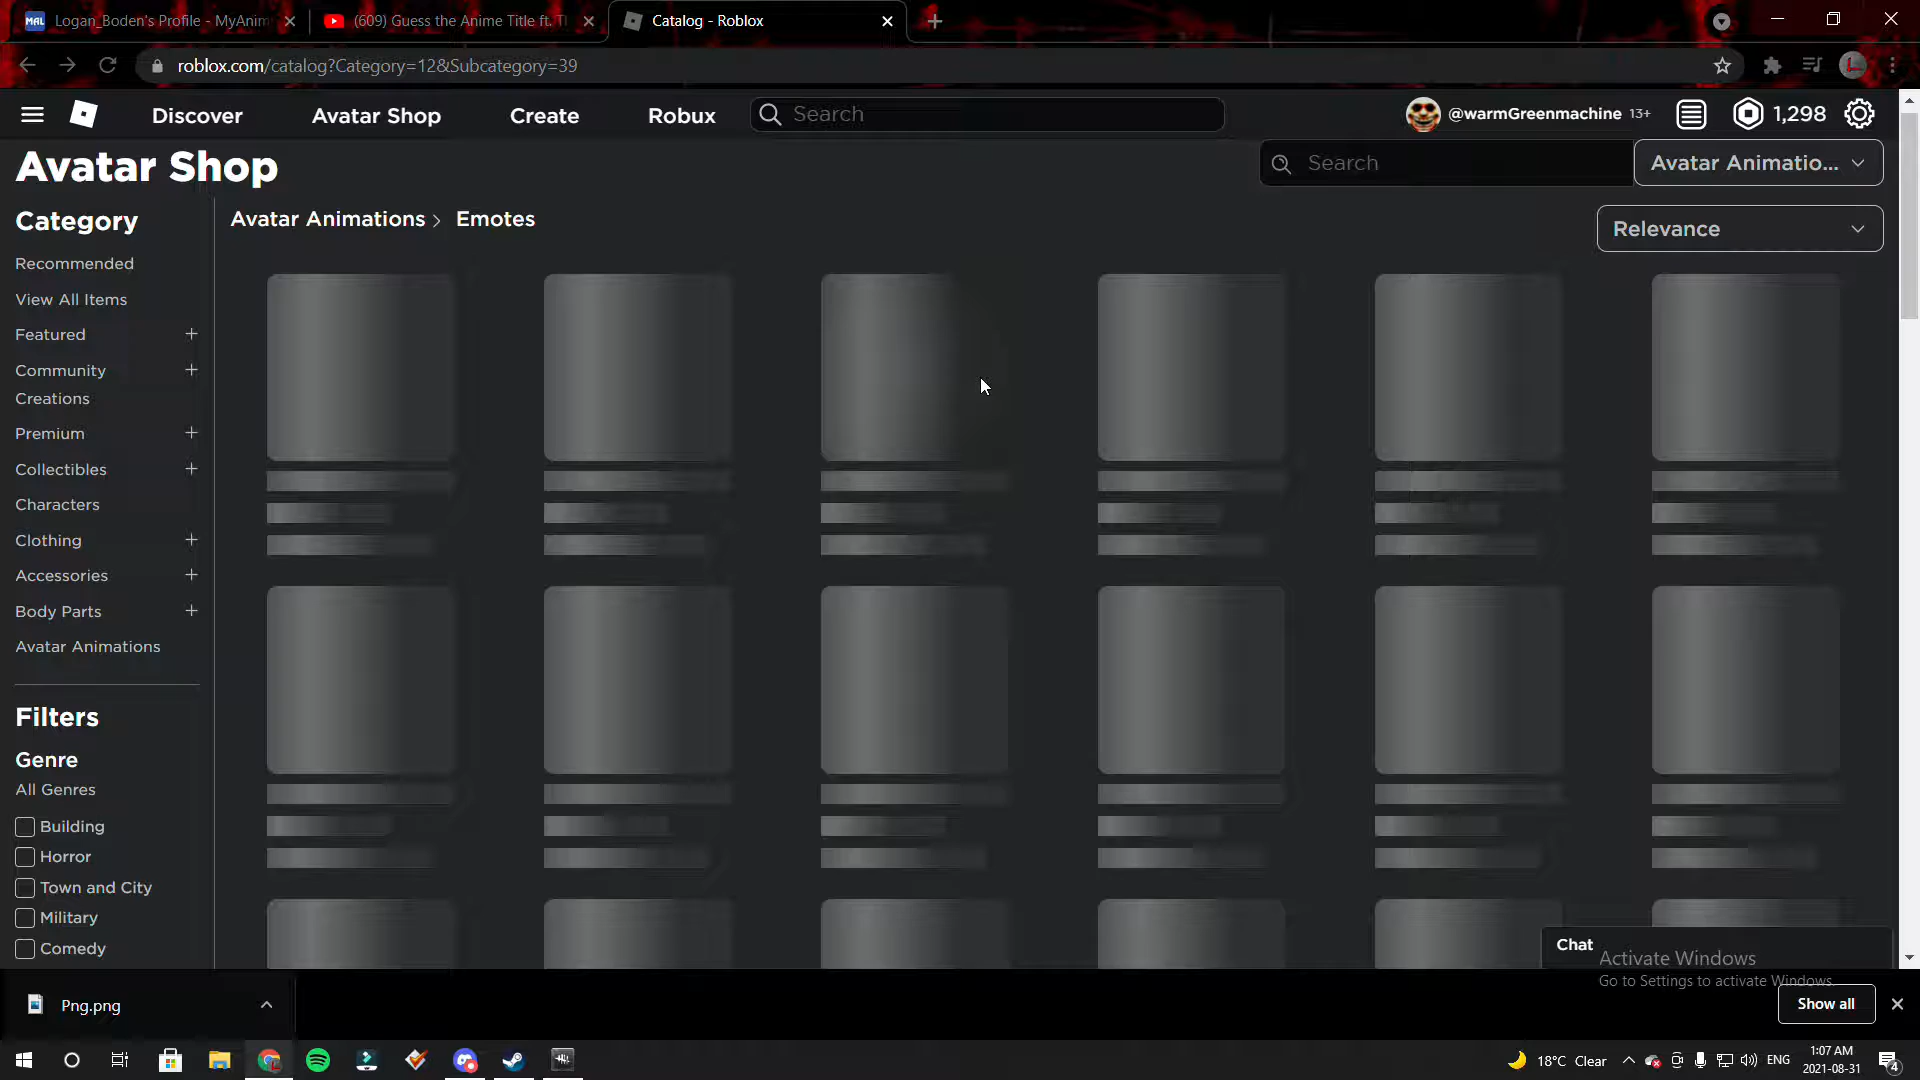 MAL Logan_Boden's Profile - MyAnim
(609) Guess the Anime Title ft. T
Catalog - Roblox
roblox.com/catalog?Category=12&Subcategory=39
Discover
Avatar Shop
Create
Robux
Search
@warmGreenmachine 13+
1,298
Avatar Shop
Search
Avatar Animatio...
Category
Avatar Animations > Emotes
Relevance
Recommended
View All Items
Featured +
Community +
Creations
Premium +
Collectibles +
Characters
Clothing +
Accessories +
Body Parts +
Avatar Animations
Filters
Genre
All Genres
Building
Horror
Town and City
Military
Comedy
Chat
Activate Windows
Go to Settings to activate Windows.
Png.png
Show all
18°C Clear
ENG
1:07 AM
2021-08-31
4